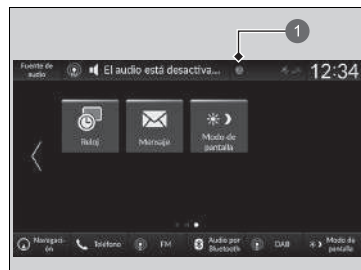 1
Fuente de
audio
El audio está desactiva...
12:34
Reloj
Mensaje
Modo de
pantalla
Navegaci-
ón
Teléfono
FM
Audio por
Bluetooth
DAB
Modo de
pantalla